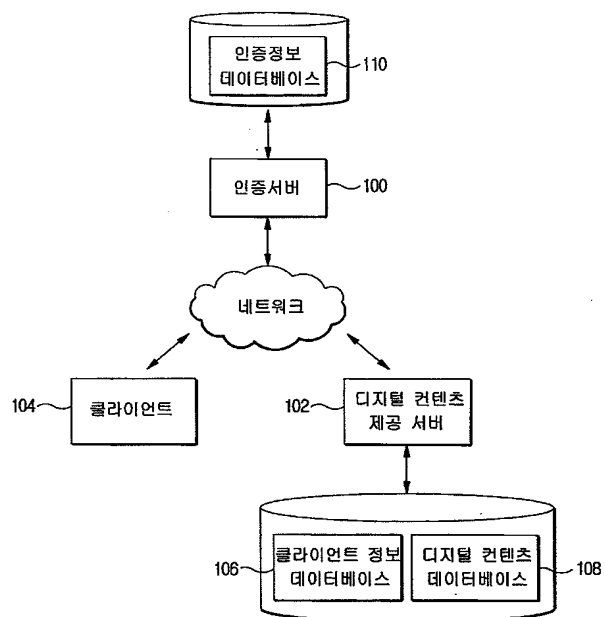 인증정보
데이터베이스
110
인증서버
100
네트워크
104
클라이언트
102
디지털 컨텐츠
제공 서버
106
클라이언트 정보
데이터베이스
디지털 컨텐츠
데이터베이스
108